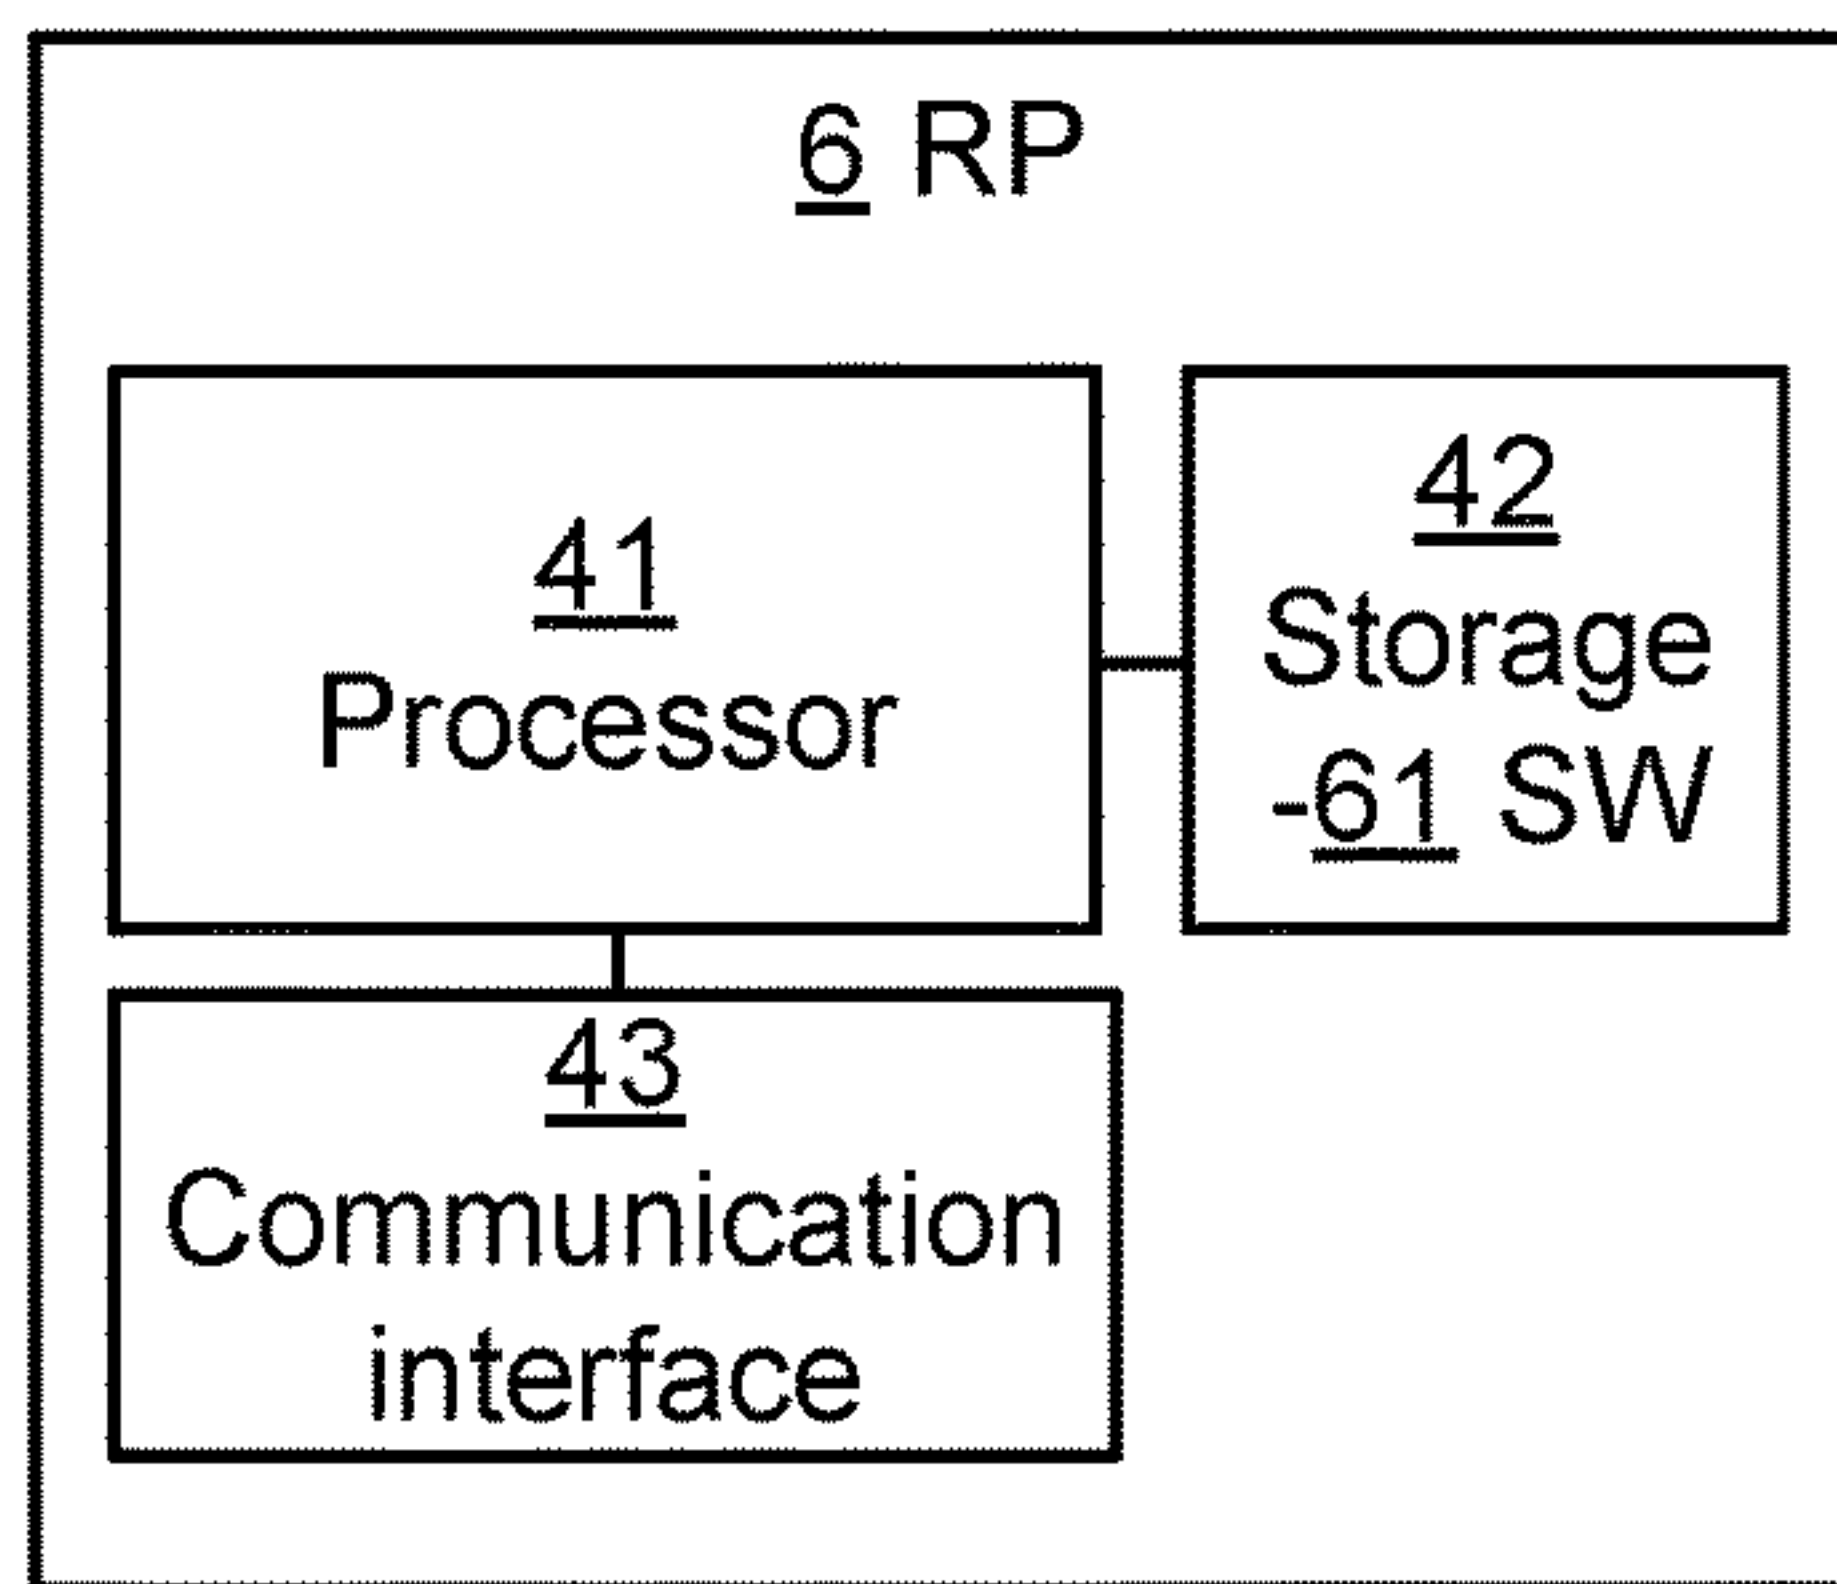 6 RP
41
Processor
42
Storage
-61 SW
43
Communication
interface